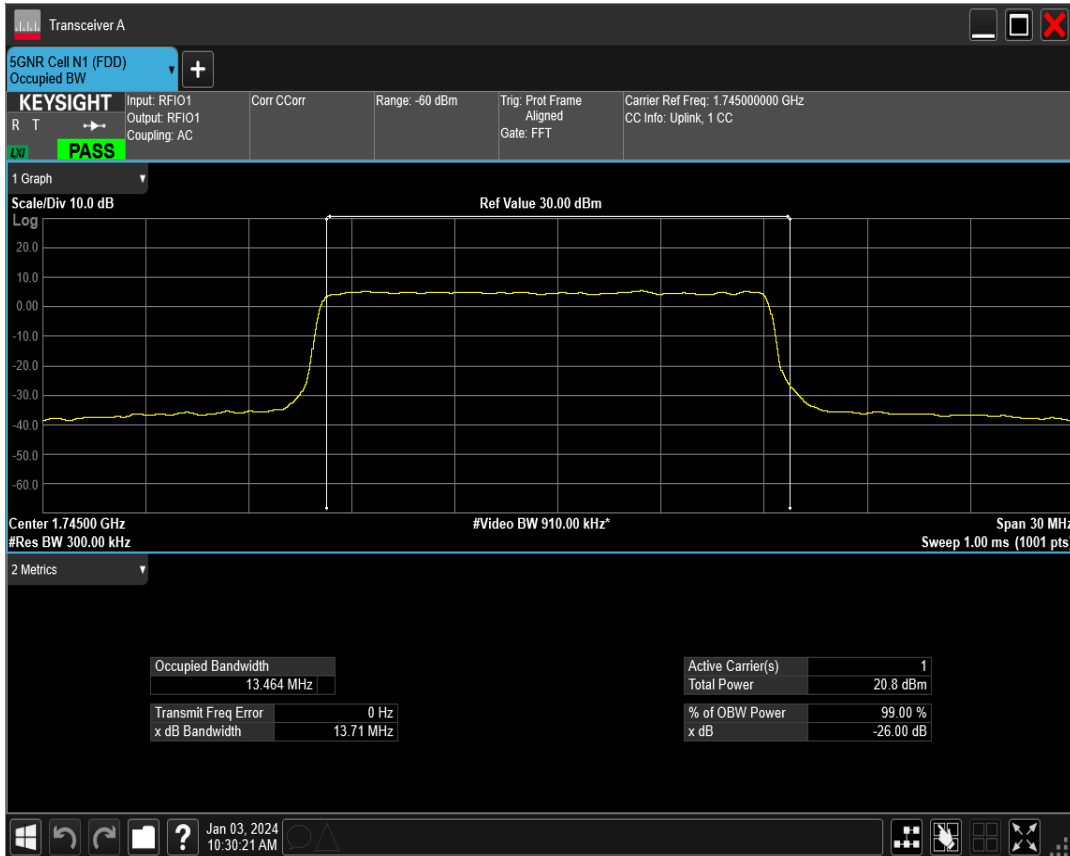 Transceiver A
5GNR Cell N1 (FDD)
Occupied BW
+
KEYSIGHT
R T
LXI
PASS
Input: RFIO1
Output: RFIO1
Coupling: AC
Corr CCorr
Range: -60 dBm
Trig: Prot Frame
Aligned
Gate: FFT
Carrier Ref Freq: 1.745000000 GHz
CC Info: Uplink, 1 CC
1 Graph
Scale/Div 10.0 dB
Ref Value 30.00 dBm
Log
20.0
10.0
0.00
-10.0
-20.0
-30.0
-40.0
-50.0
-60.0
Center 1.74500 GHz
#Video BW 910.00 kHz*
Span 30 MHz
#Res BW 300.00 kHz
Sweep 1.00 ms (1001 pts)
2 Metrics
Occupied Bandwidth
13.464 MHz
Transmit Freq Error 0 Hz
x dB Bandwidth 13.71 MHz
Active Carrier(s) 1
Total Power 20.8 dBm
% of OBW Power 99.00 %
x dB -26.00 dB
?
Jan 03, 2024
10:30:21 AM